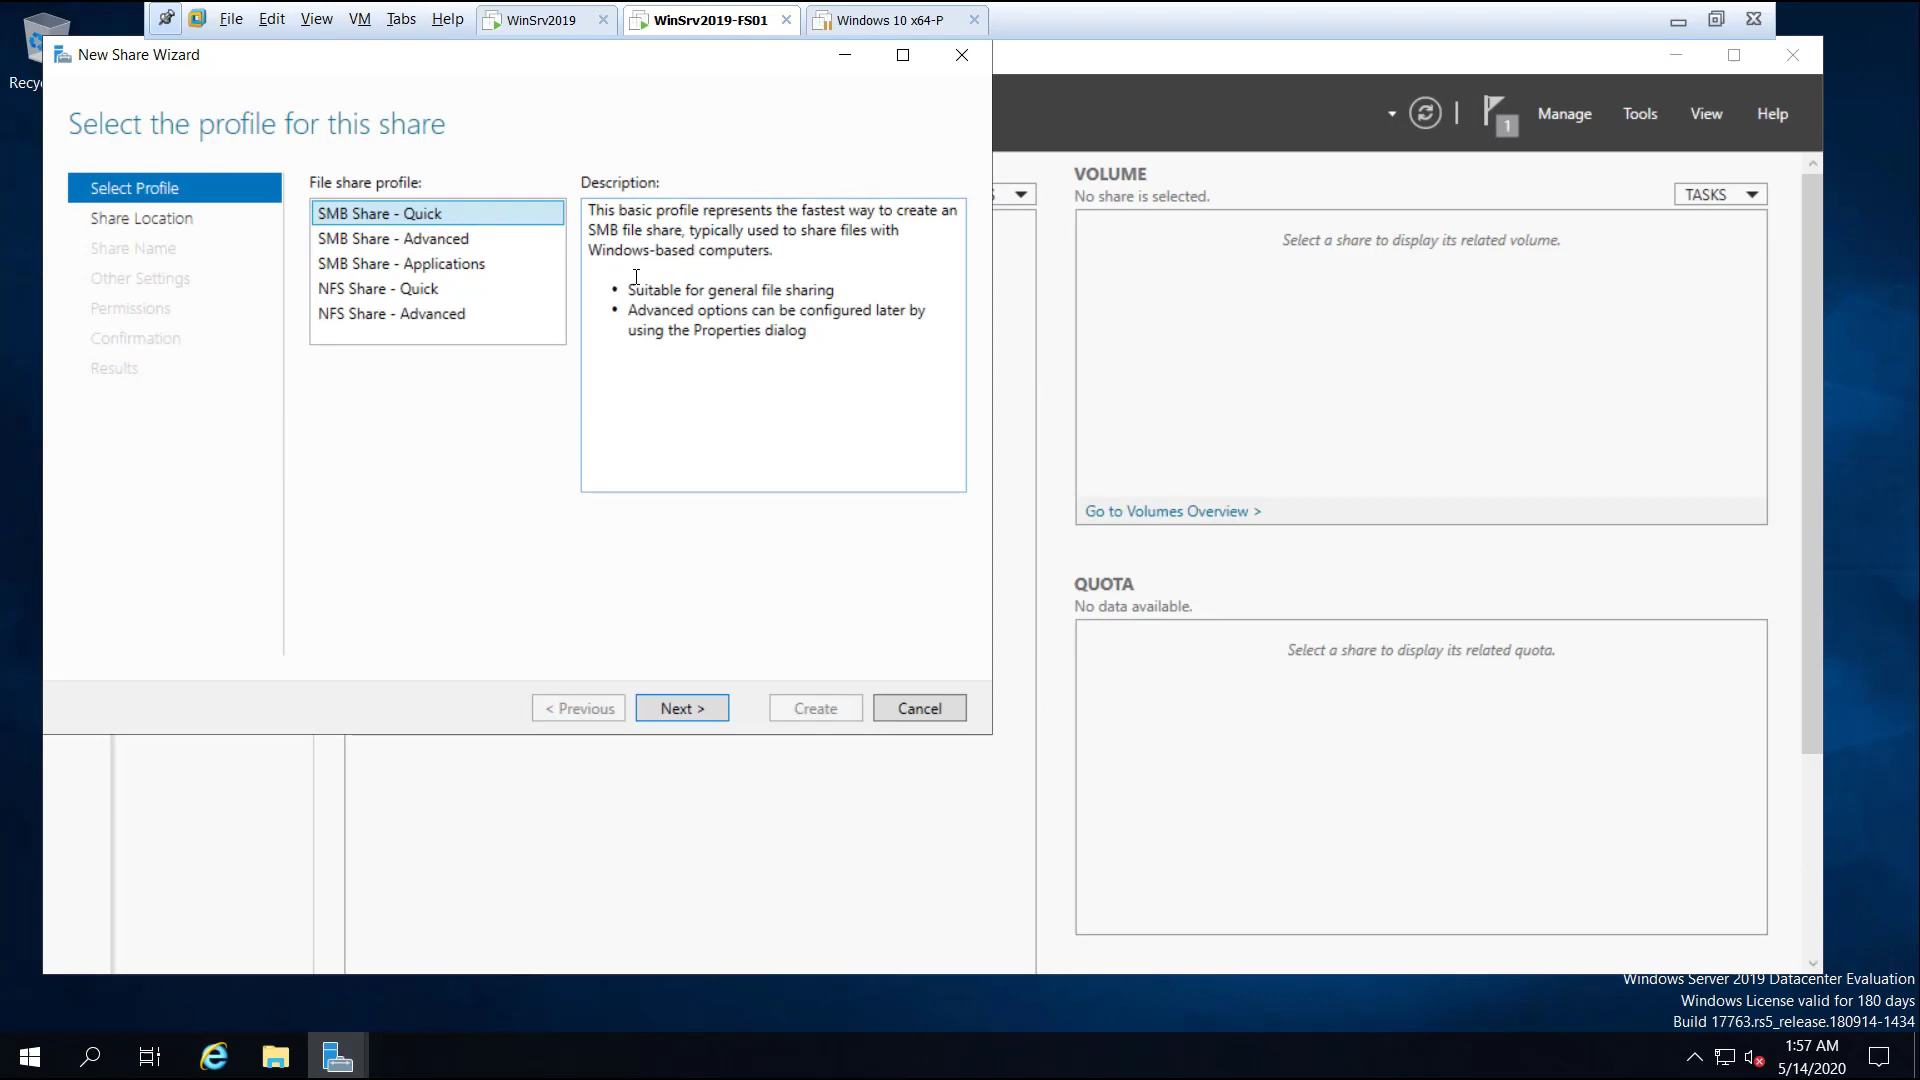 File Edit View VM Tabs Help WinSrv2019 WinSrv2019-FS01 Windows 10 x64-P
Recy
New Share Wizard
Select the profile for this share
Select Profile
Share Location
Share Name
Other Settings
Permissions
Confirmation
Results
File share profile:
SMB Share - Quick
SMB Share - Advanced
SMB Share - Applications
NFS Share - Quick
NFS Share - Advanced
Description:
This basic profile represents the fastest way to create an
SMB file share, typically used to share files with
Windows-based computers.
• Suitable for general file sharing
• Advanced options can be configured later by
using the Properties dialog
< Previous Next > Create Cancel
1 Manage Tools View Help
VOLUME
No share is selected.
TASKS
Select a share to display its related volume.
Go to Volumes Overview >
QUOTA
No data available.
Select a share to display its related quota.
Windows Server 2019 Datacenter Evaluation
Windows License valid for 180 days
Build 17763.rs5_release.180914-1434
1:57 AM
5/14/2020